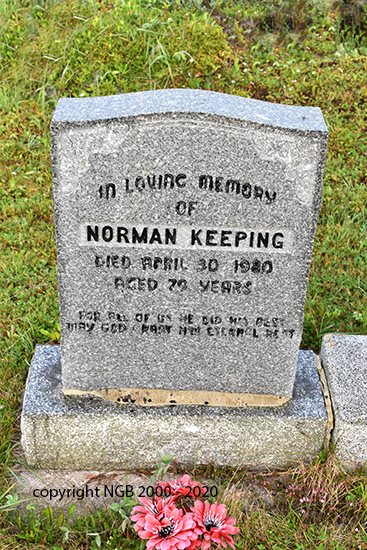 IN LOVING MEMORY
OF
NORMAN KEEPING
DIED APRIL 30, 1980
AGED 79 YEARS
FOR ALL OF US HE DID HIS BEST
MAY GOD GRANT HIM ETERNAL REST
copyright NGB 2000 - 2020